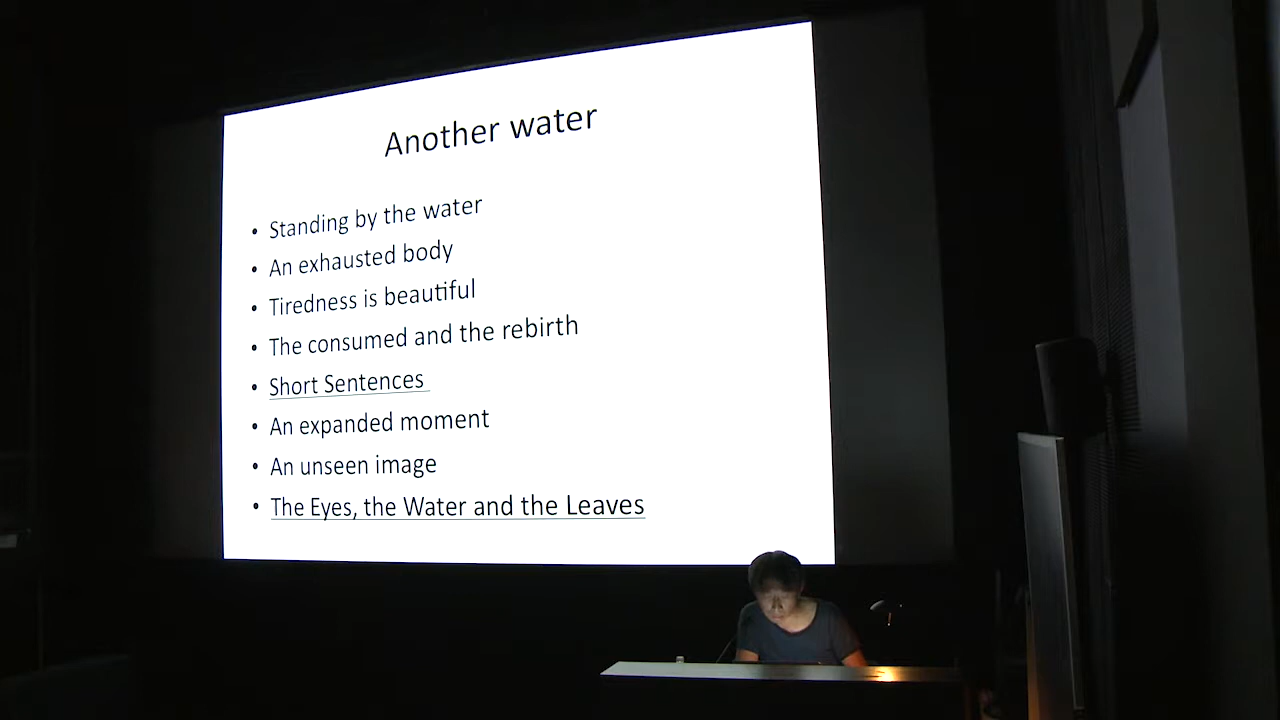 Another water
• Standing by the water
• An exhausted body
• Tiredness is beautiful
• The consumed and the rebirth
• Short Sentences
• An expanded moment
• An unseen image
• The Eyes, the Water and the Leaves